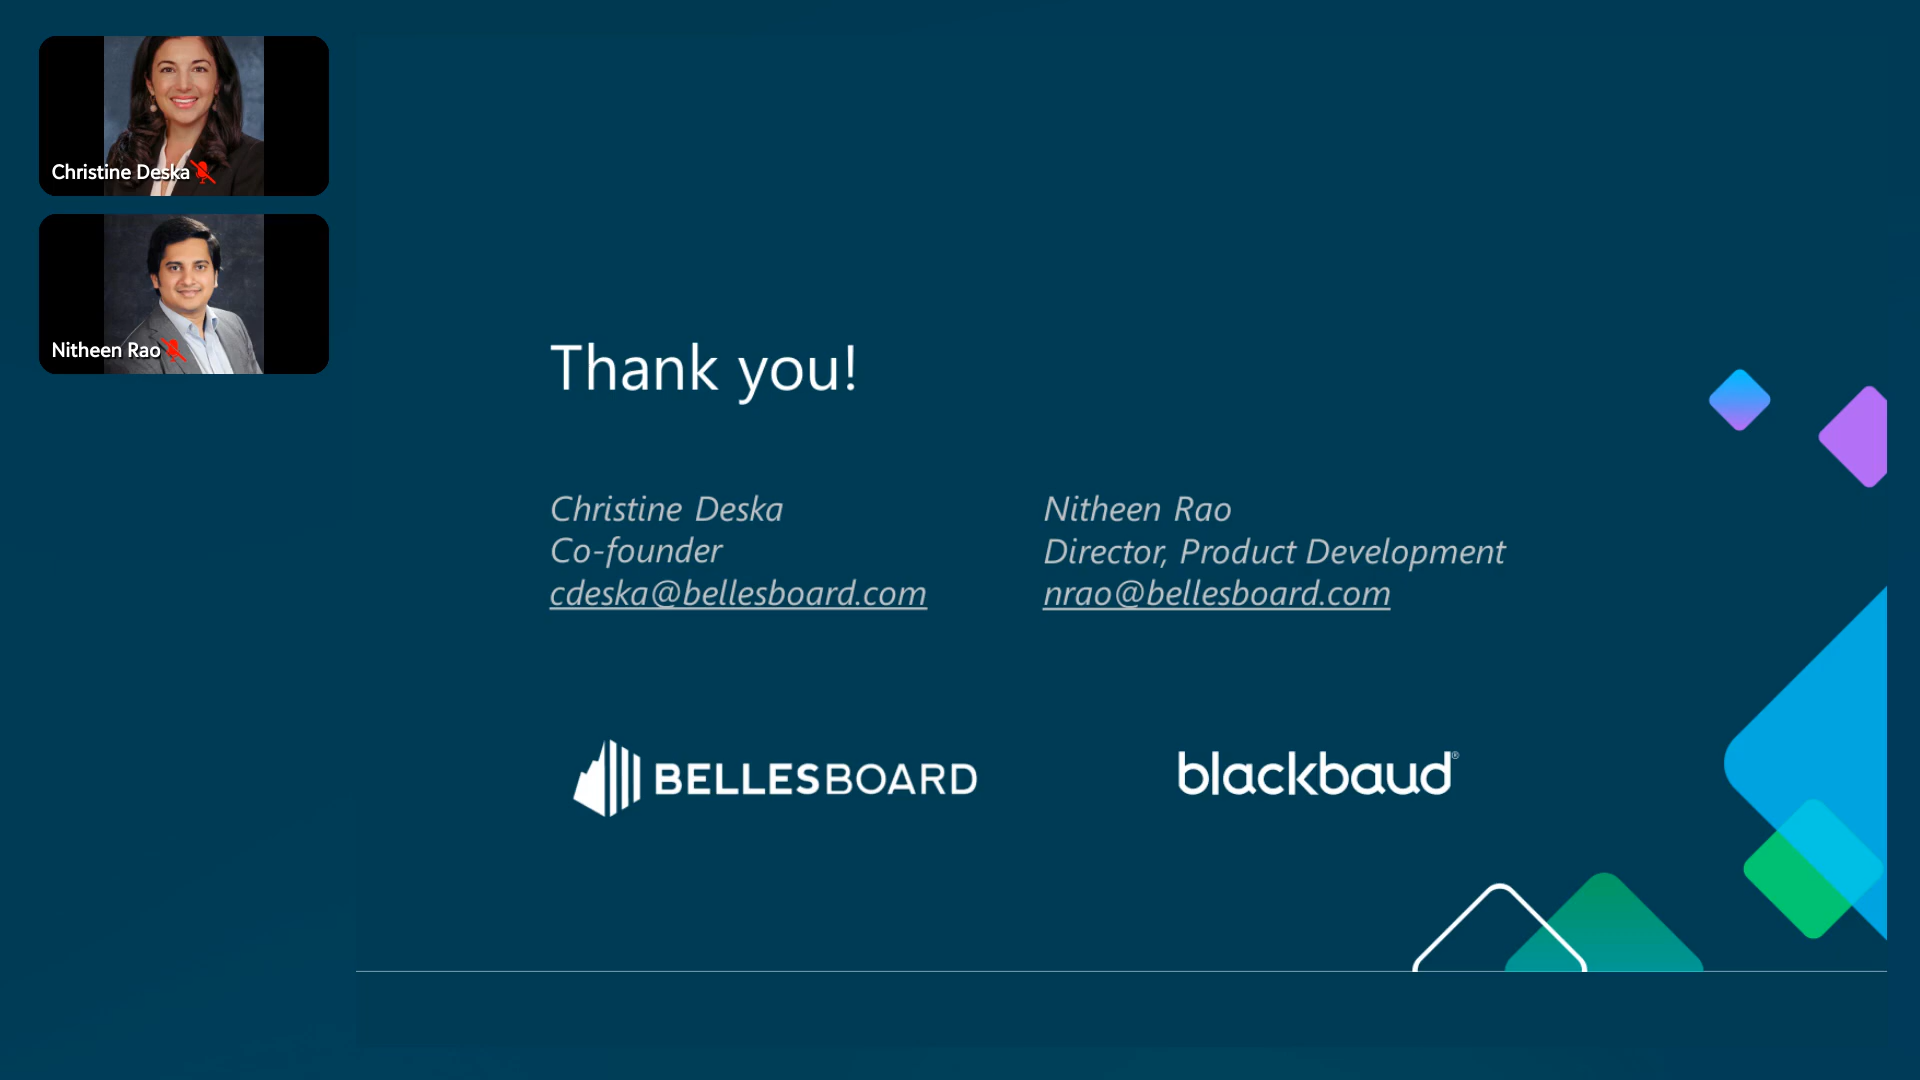 Christine Deska
Nitheen Rao
Thank you!
Christine Deska
Co-founder
cdeska@bellesboard.com
Nitheen Rao
Director, Product Development
nrao@bellesboard.com
BELLESBOARD
blackbaud®